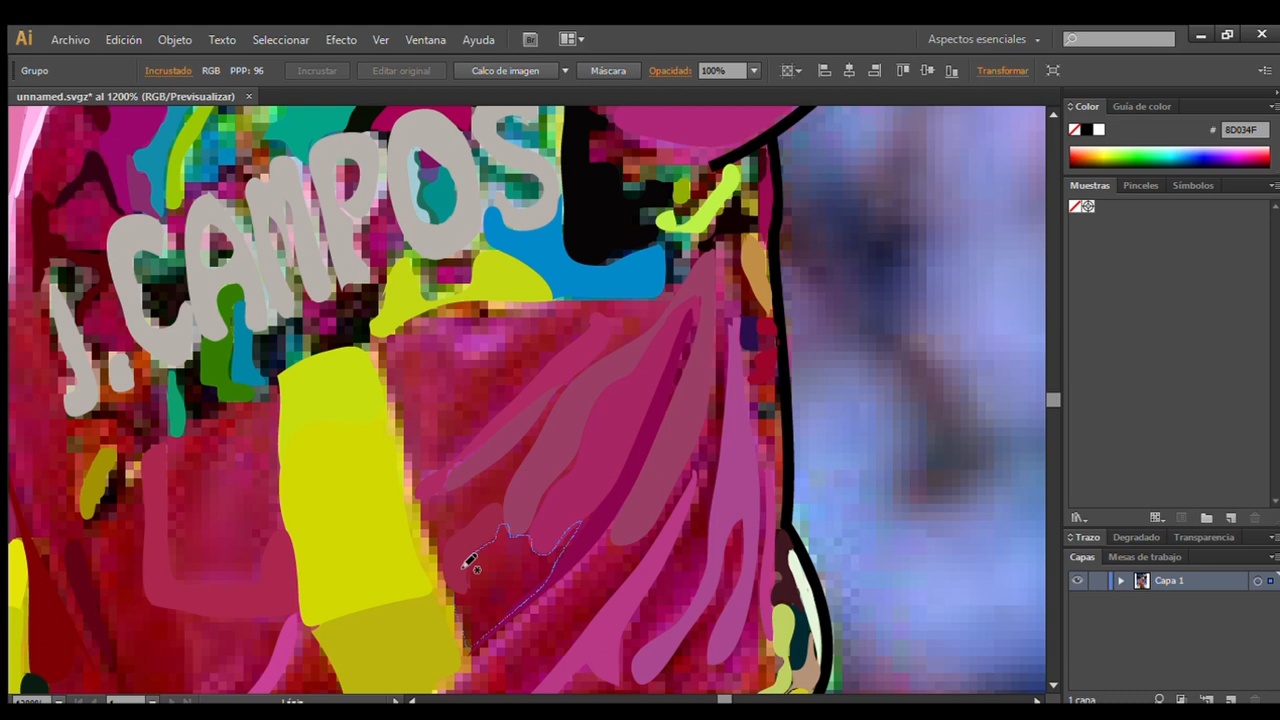 Ai Archivo Edición Objeto Texto Seleccionar Efecto Ver Ventana Ayuda Br Aspectos esenciales
Grupo Incrustado RGB PPP: 96 Incrustar Editar original Calco de imagen Máscara Opacidad: 100% Transformar
unnamed.svgz* al 1200% (RGB/Previsualizar)
Color Guía de color
# 8D034F
Muestras Pinceles Símbolos
J.CAMPOS
Trazo Degradado Transparencia
Capas Mesas de trabajo
Capa 1
1 capa